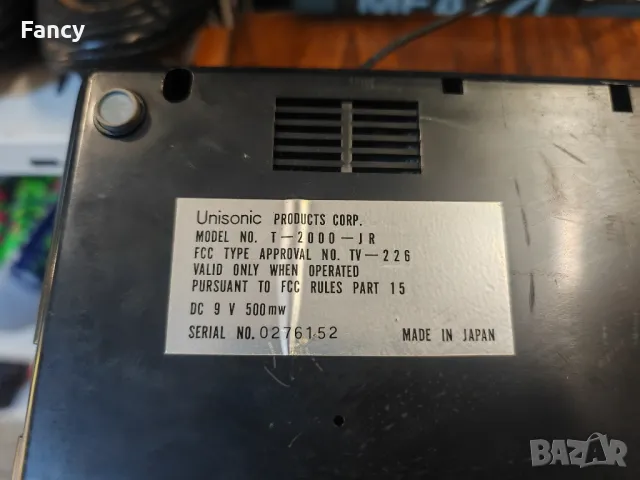 Fancy
Unisonic PRODUCTS CORP.
MODEL NO. T-2000-JR
FCC TYPE APPROVAL NO. TV-226
VALID ONLY WHEN OPERATED
PURSUANT TO FCC RULES PART 15
DC 9 V 500mw
SERIAL NO. 0276152 MADE IN JAPAN
BAZAR